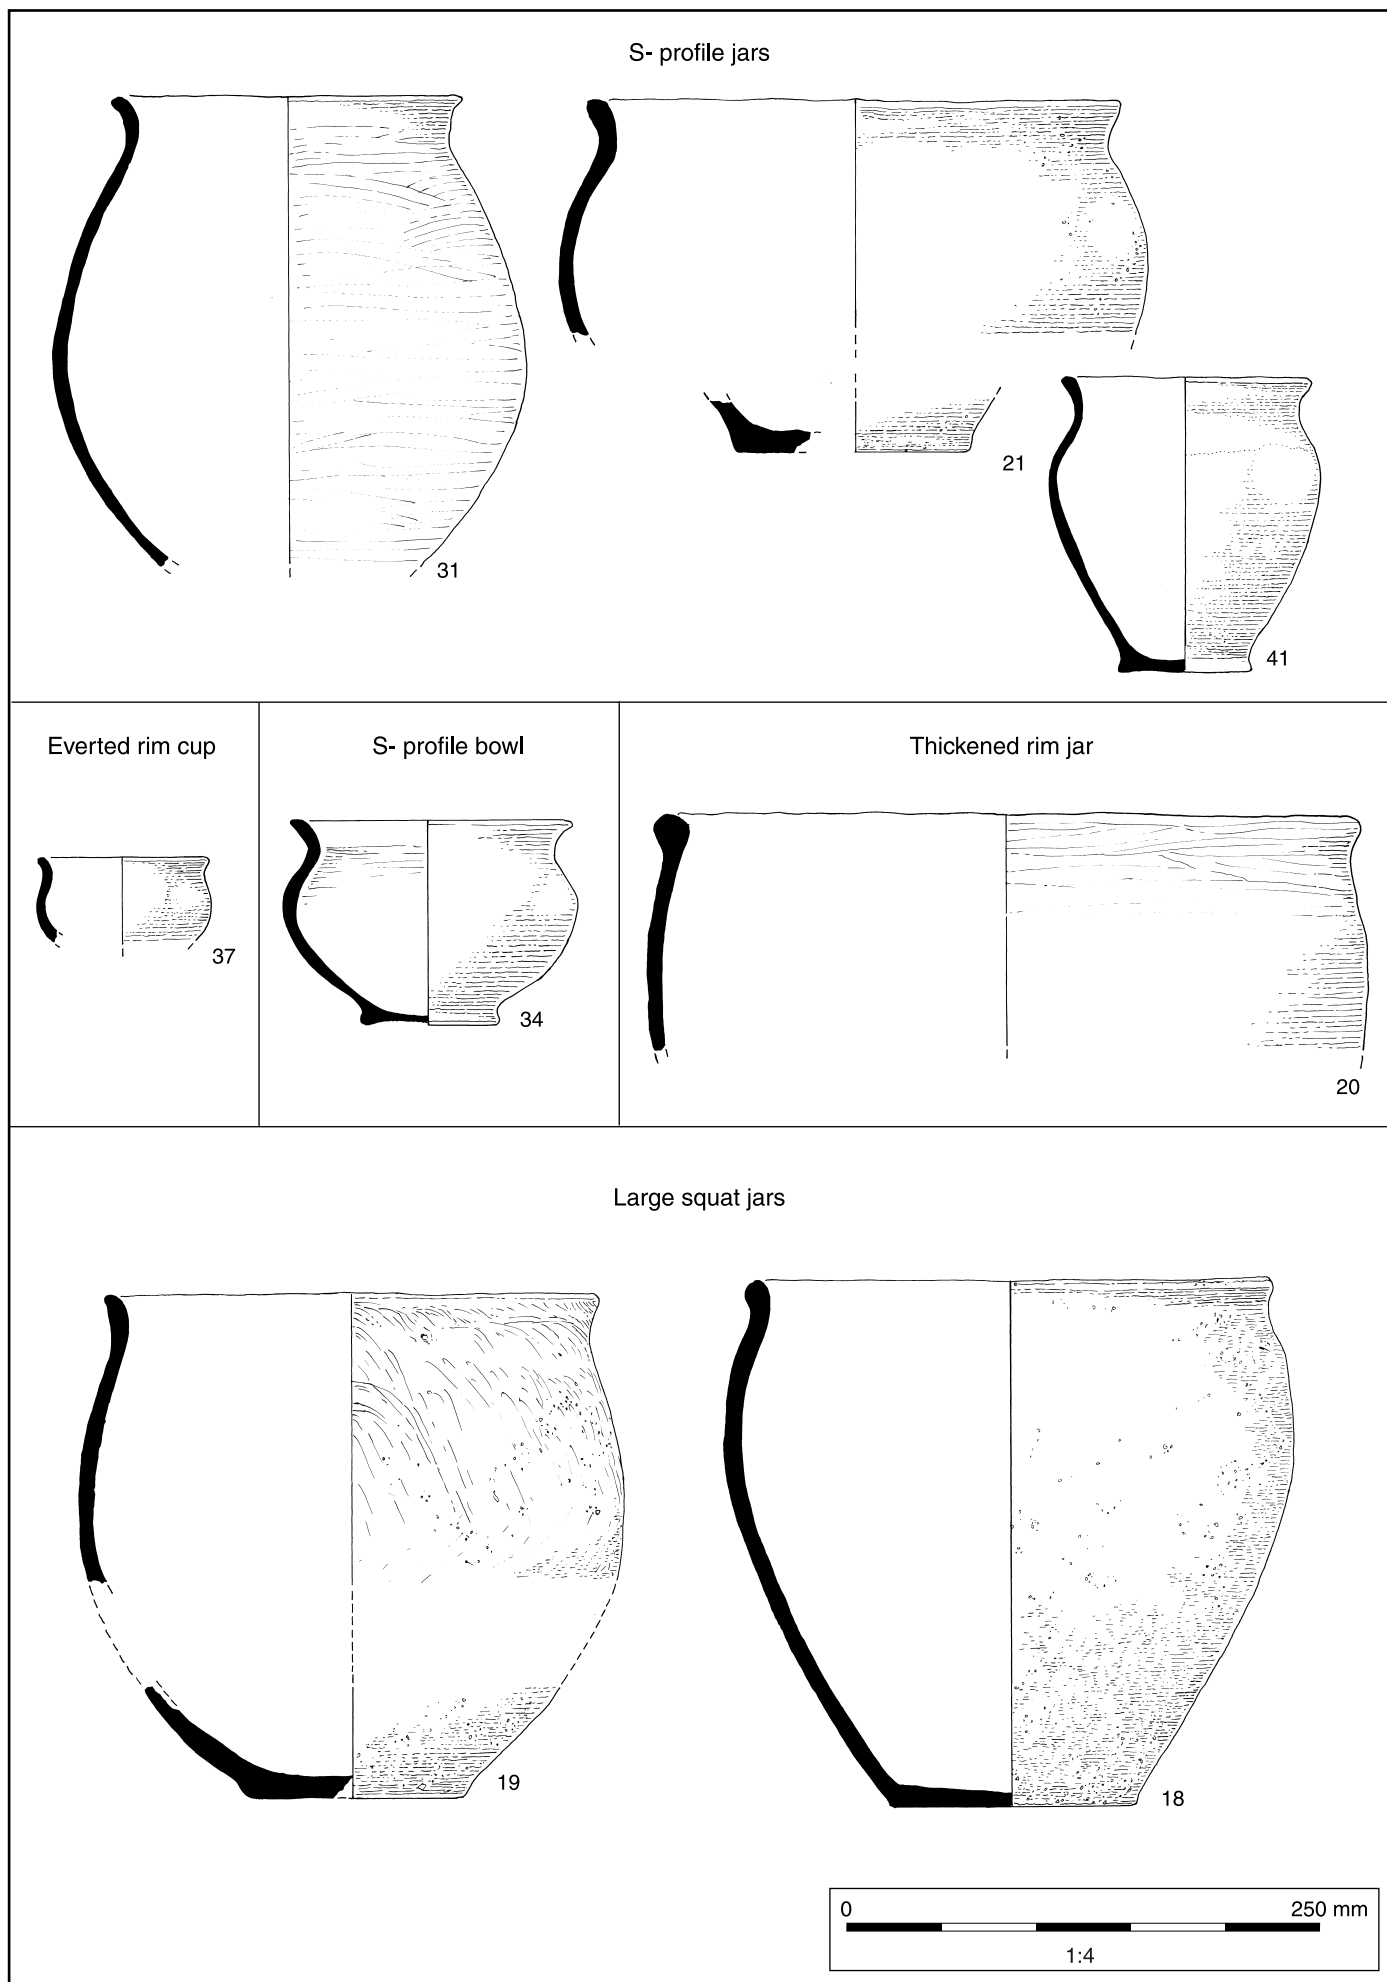 S- profile jars
31
21
41
Everted rim cup
37
S- profile bowl
34
Thickened rim jar
20
Large squat jars
19
18
0 250 mm
1:4